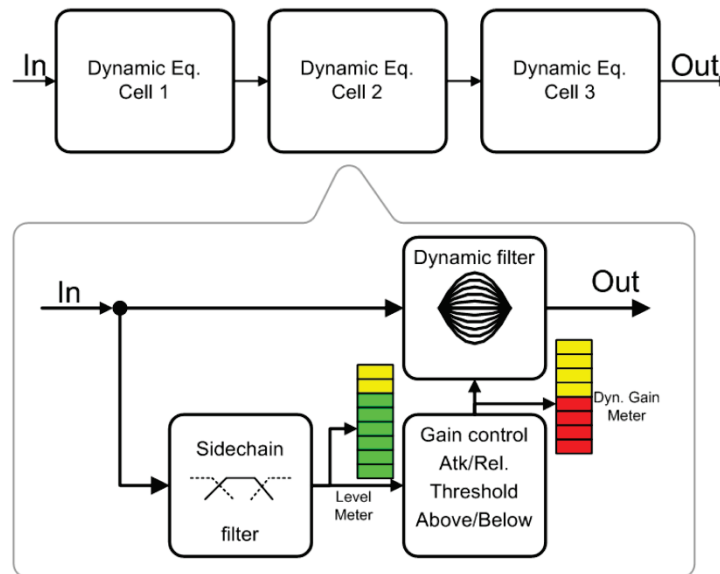 In
Dynamic Eq.
Cell 1
Dynamic Eq.
Cell 2
Dynamic Eq.
Cell 3
Out
In
Dynamic filter
Out
Dyn. Gain
Meter
Sidechain
filter
Level
Meter
Gain control
Atk/Rel.
Threshold
Above/Below